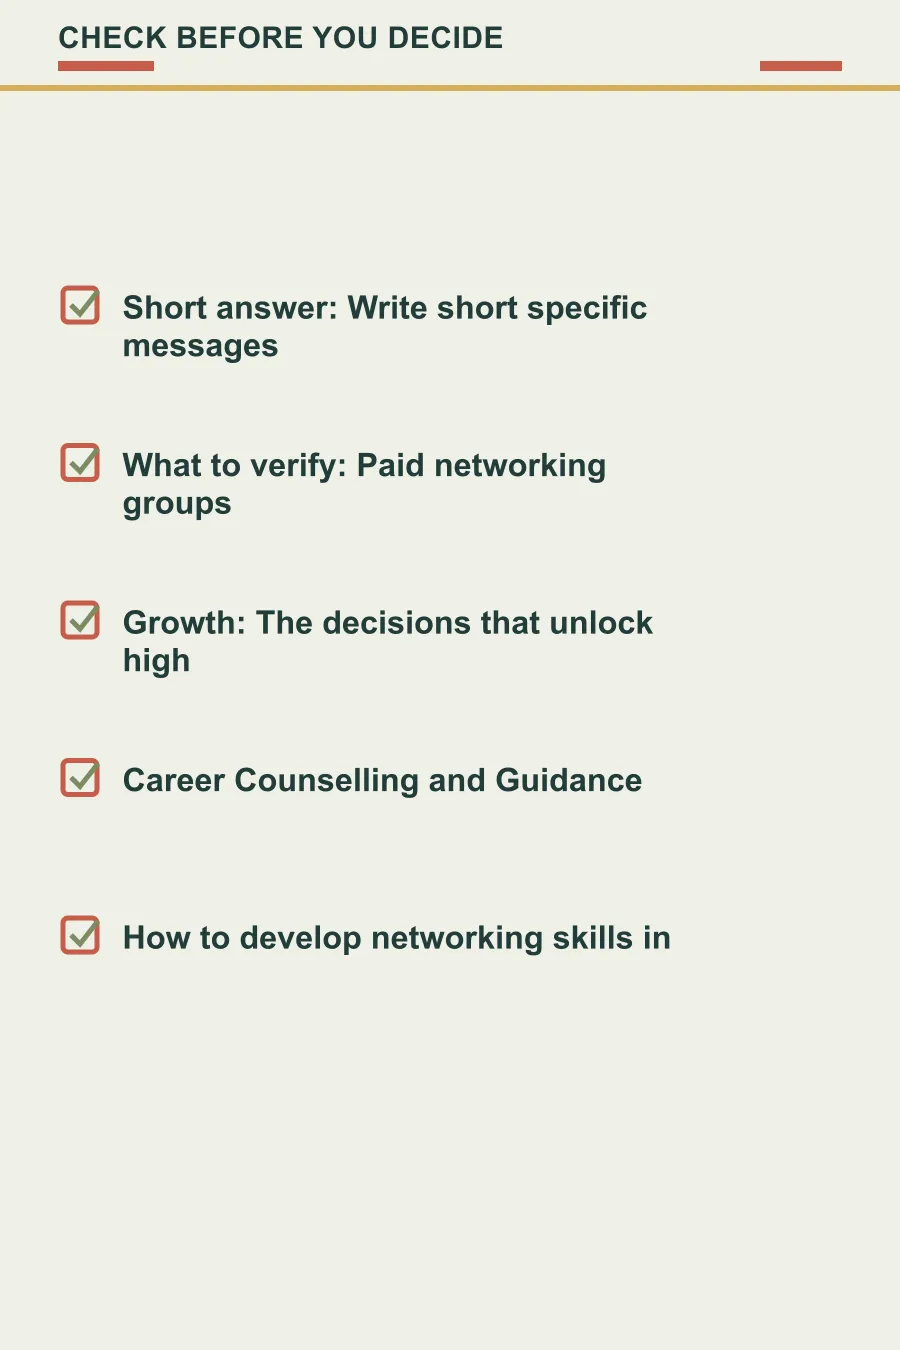 CHECK BEFORE YOU DECIDE
Short answer: Write short specific
messages
What to verify: Paid networking
groups
Growth: The decisions that unlock
high
Career Counselling and Guidance
How to develop networking skills in